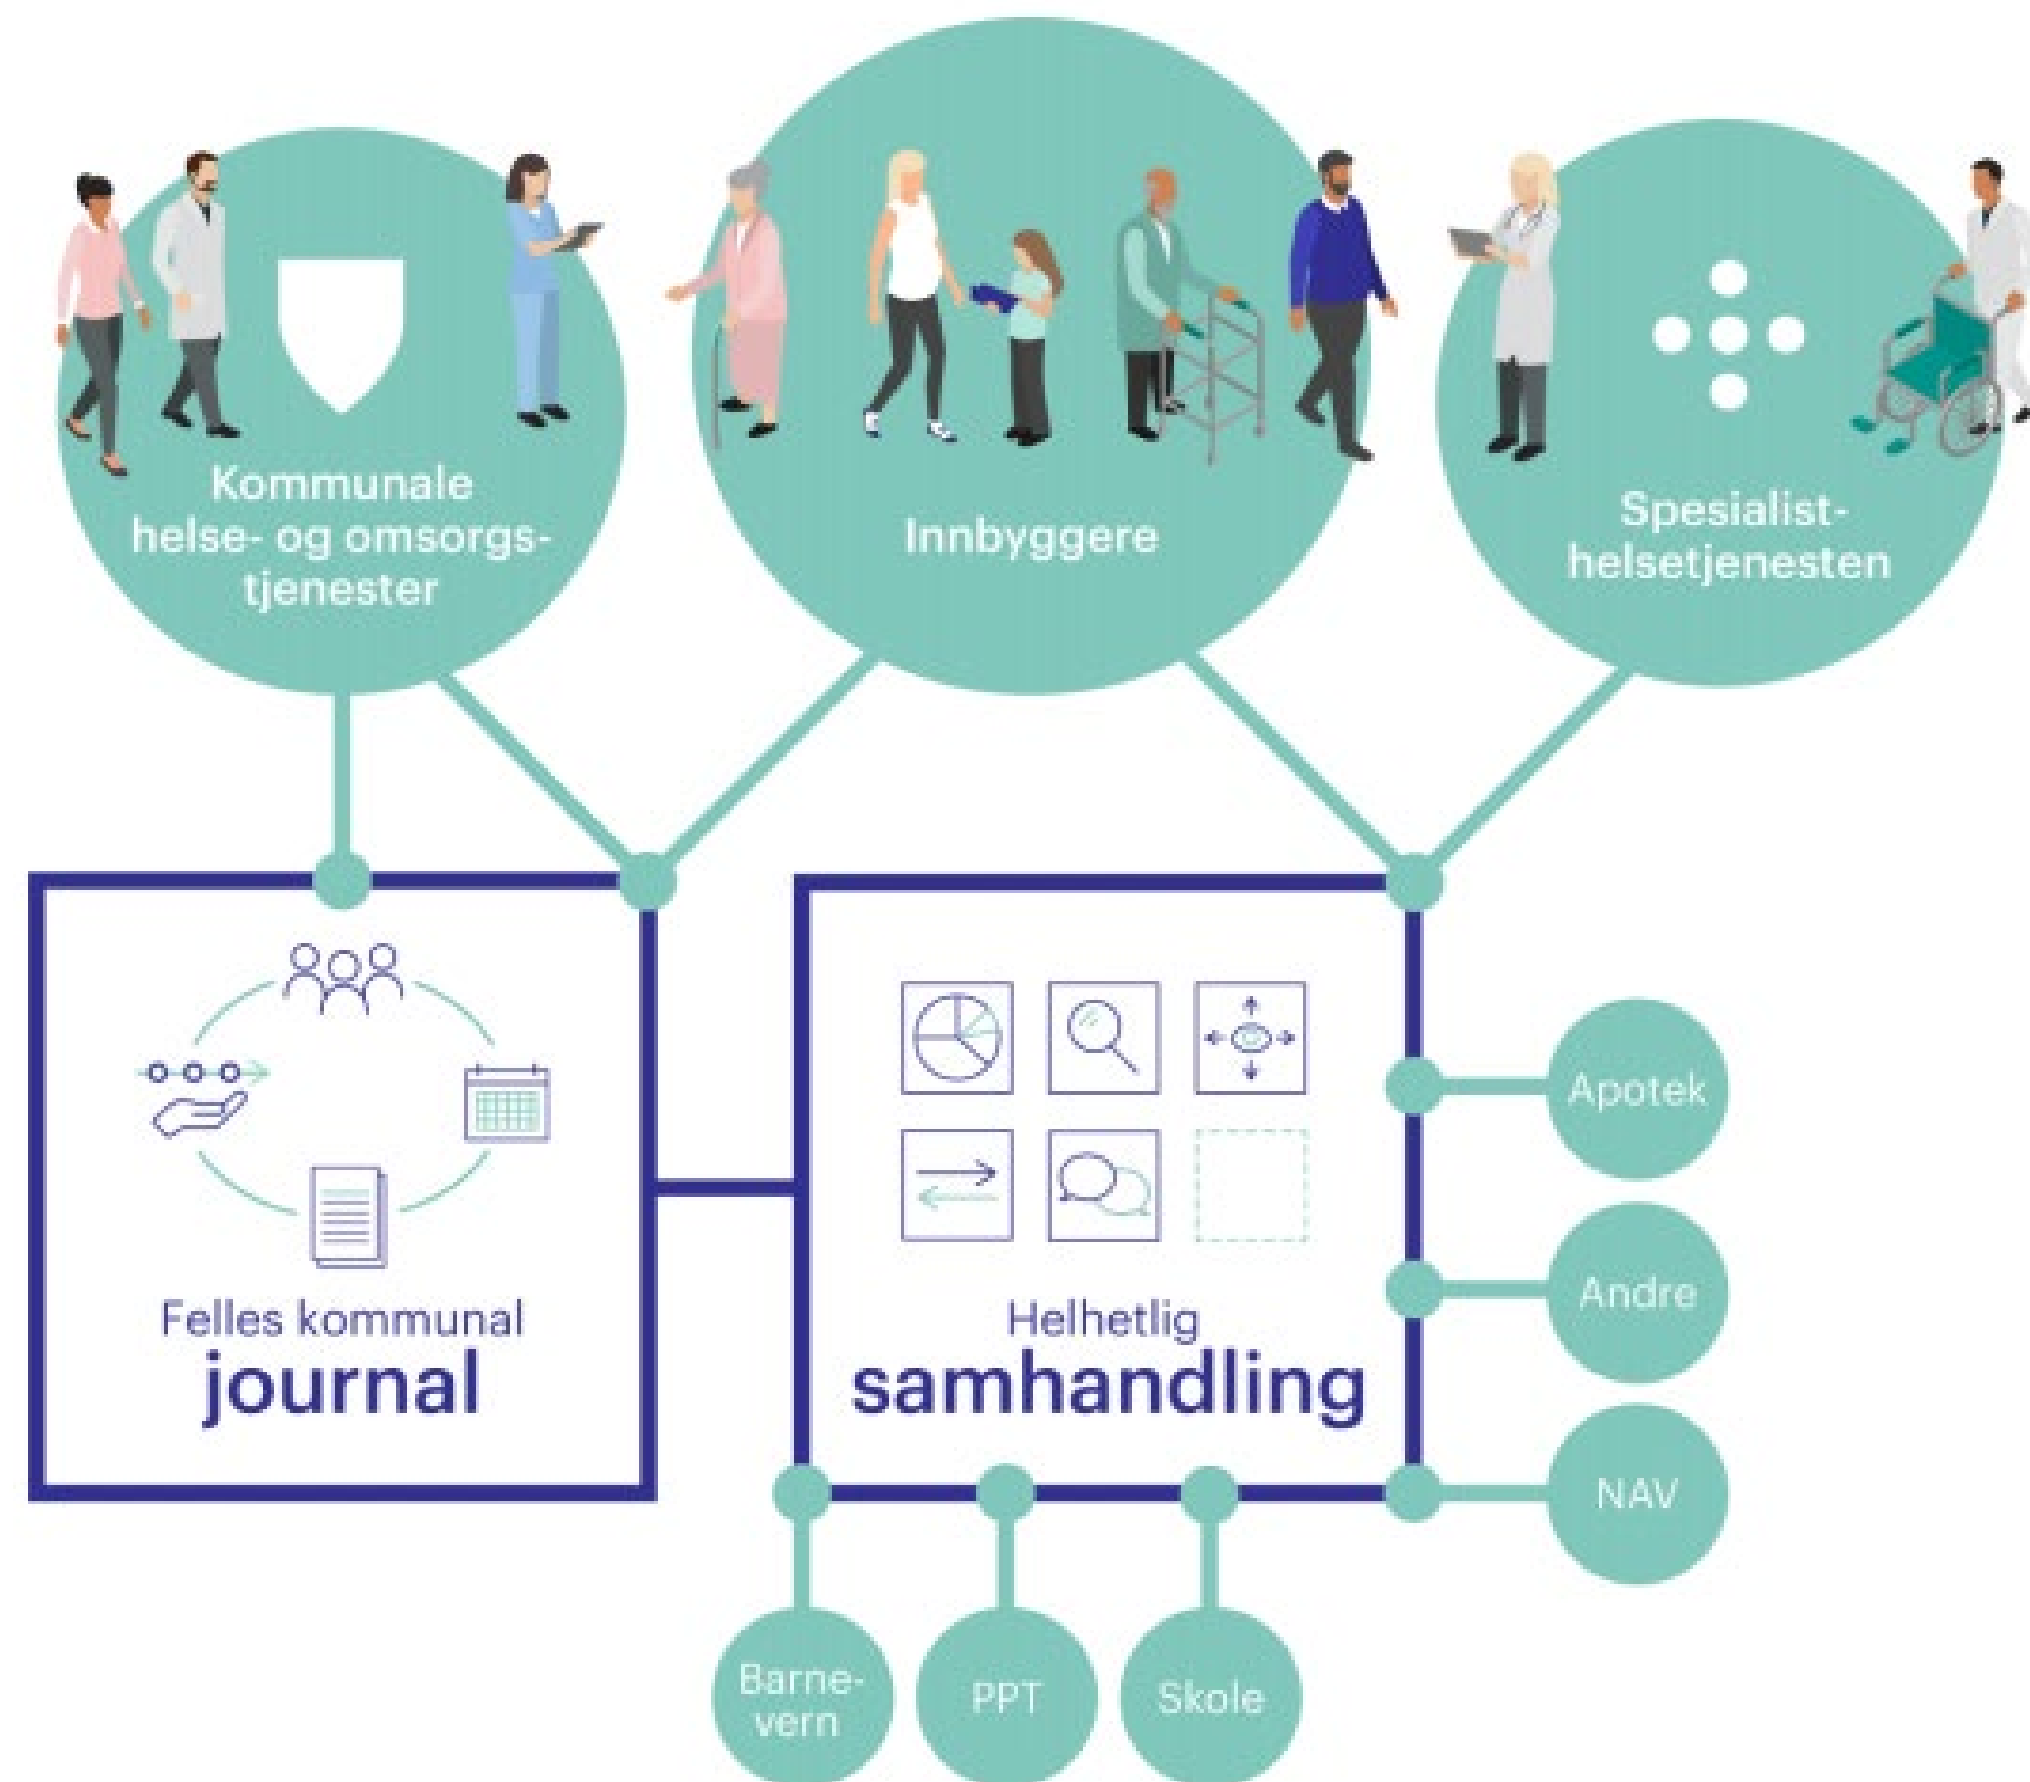 Kommunale
helse- og omsorgs-
tjenester
Innbyggere
Spesialist-
helsetjenesten
Felles kommunal
journal
Helhetlig
samhandling
Apotek
Andre
NAV
Barne-
vern
PPT
Skole